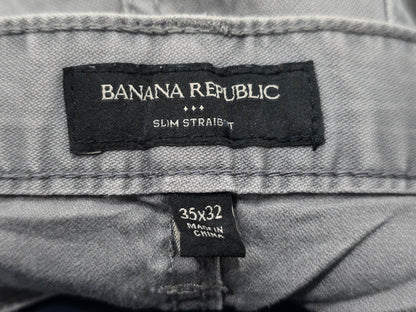 BANANA REPUBLIC
SLIM STRAIGHT
35x32
MADE IN
CHINA